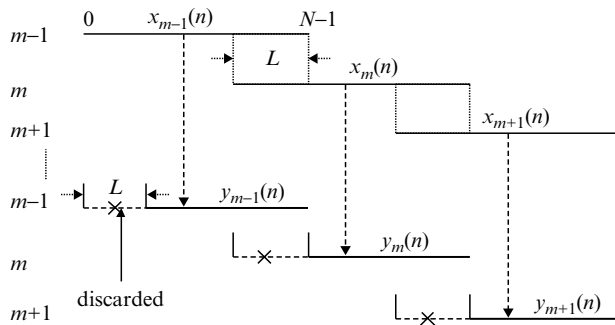 0 x_{m-1}(n) N-1
m-1
L x_m(n)
m
m+1 x_{m+1}(n)
L
m-1 y_{m-1}(n)
y_m(n)
m
discarded
m+1 y_{m+1}(n)